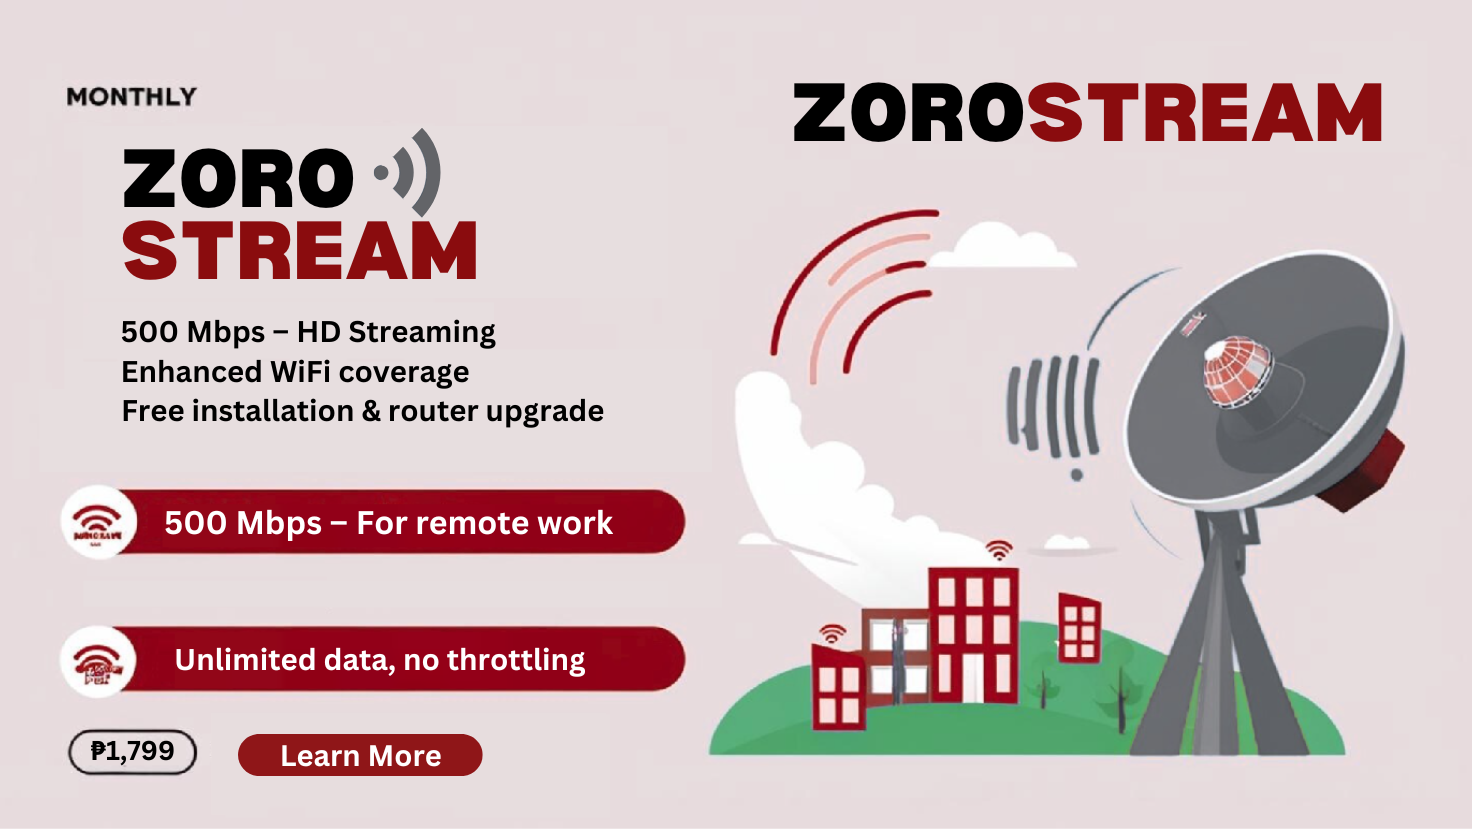 MONTHLY
ZORO
STREAM
500 Mbps – HD Streaming
Enhanced WiFi coverage
Free installation & router upgrade
500 Mbps – For remote work
Unlimited data, no throttling
₱1,799
Learn More
ZOROSTREAM